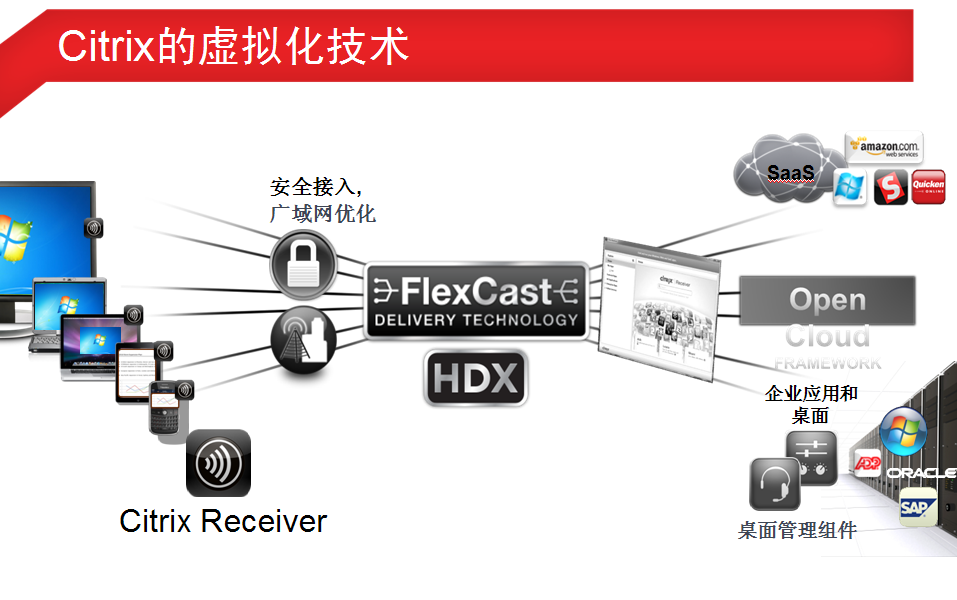 Citrix的虚拟化技术
安全接入,
广域网优化
SaaS
amazon.com
web services
Quicken
ONLINE
FlexCast
DELIVERY TECHNOLOGY
HDX
citrix Receiver
Open
Cloud
FRAMEWORK
企业应用和
桌面
ADP
ORACLE
SAP
桌面管理组件
Citrix Receiver